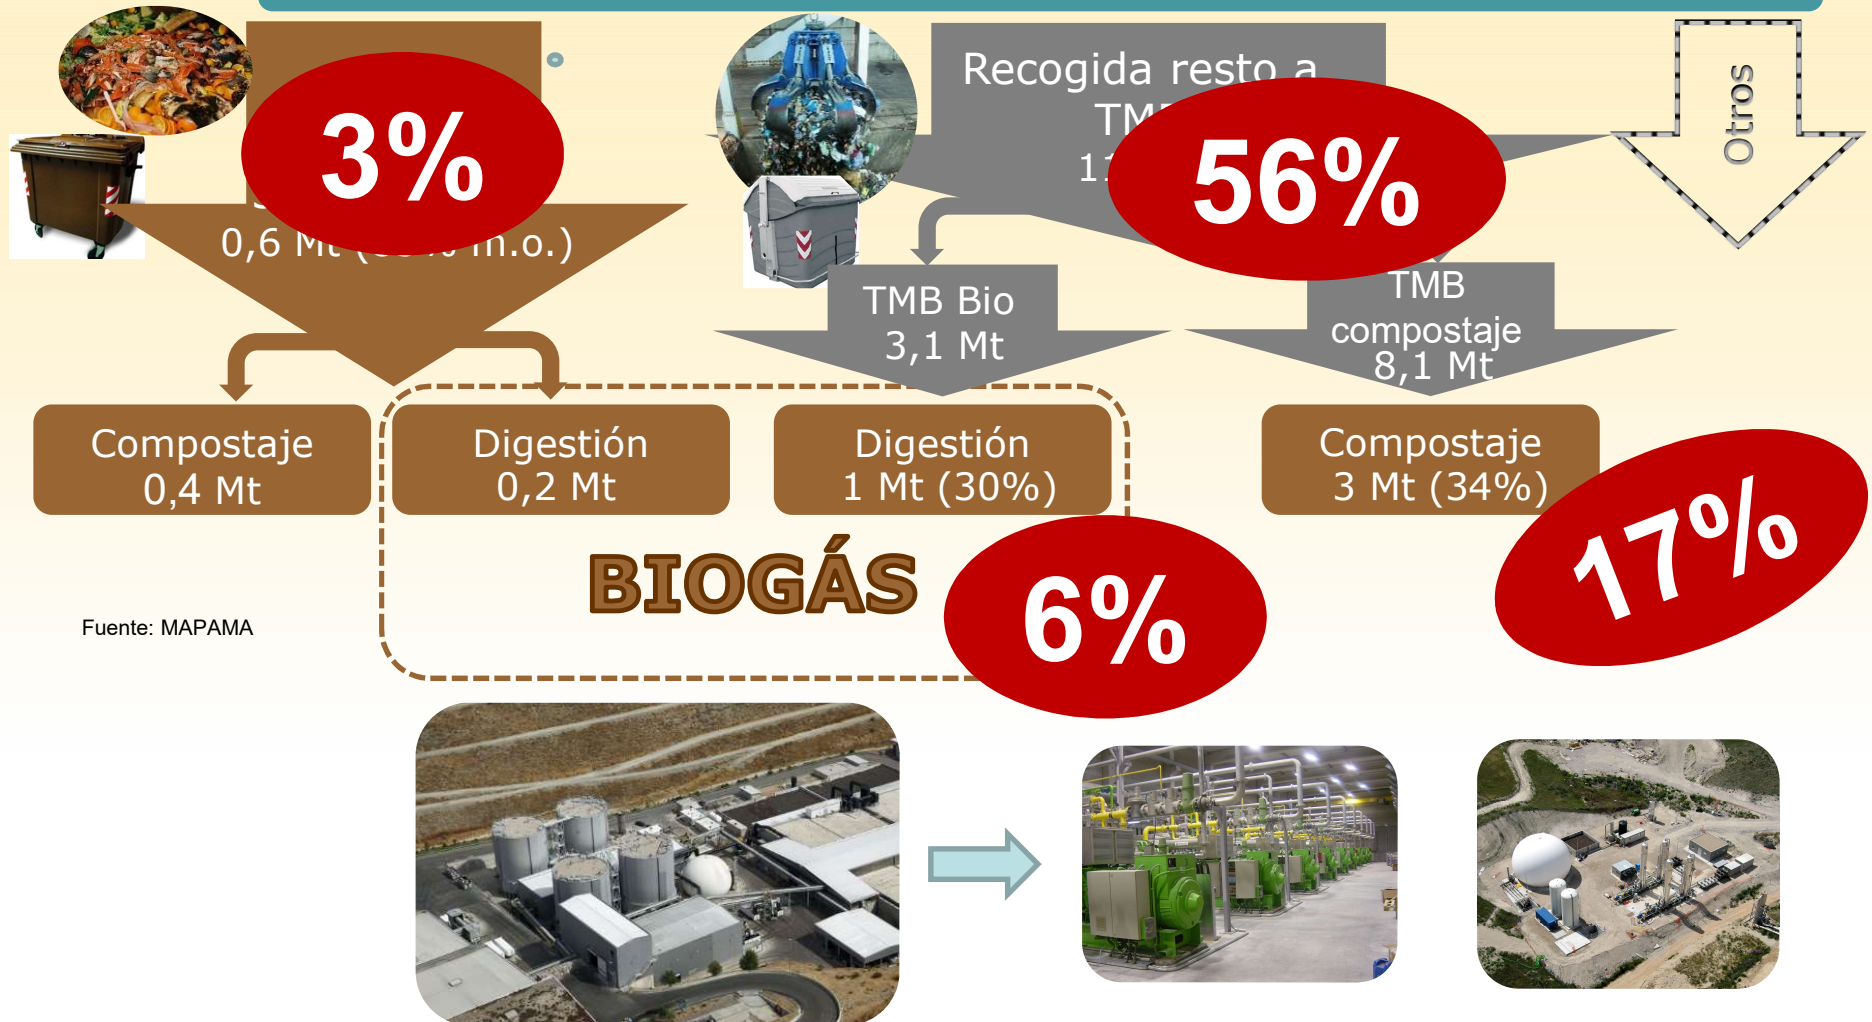 3%
0,6 Mt ( m.o.)
Recogida resto a
56%
Otros
TMB Bio
3,1 Mt
TMB
compostaje
8,1 Mt
Compostaje
0,4 Mt
Digestión
0,2 Mt
Digestión
1 Mt (30%)
Compostaje
3 Mt (34%)
17%
BIOGÁS
6%
Fuente: MAPAMA